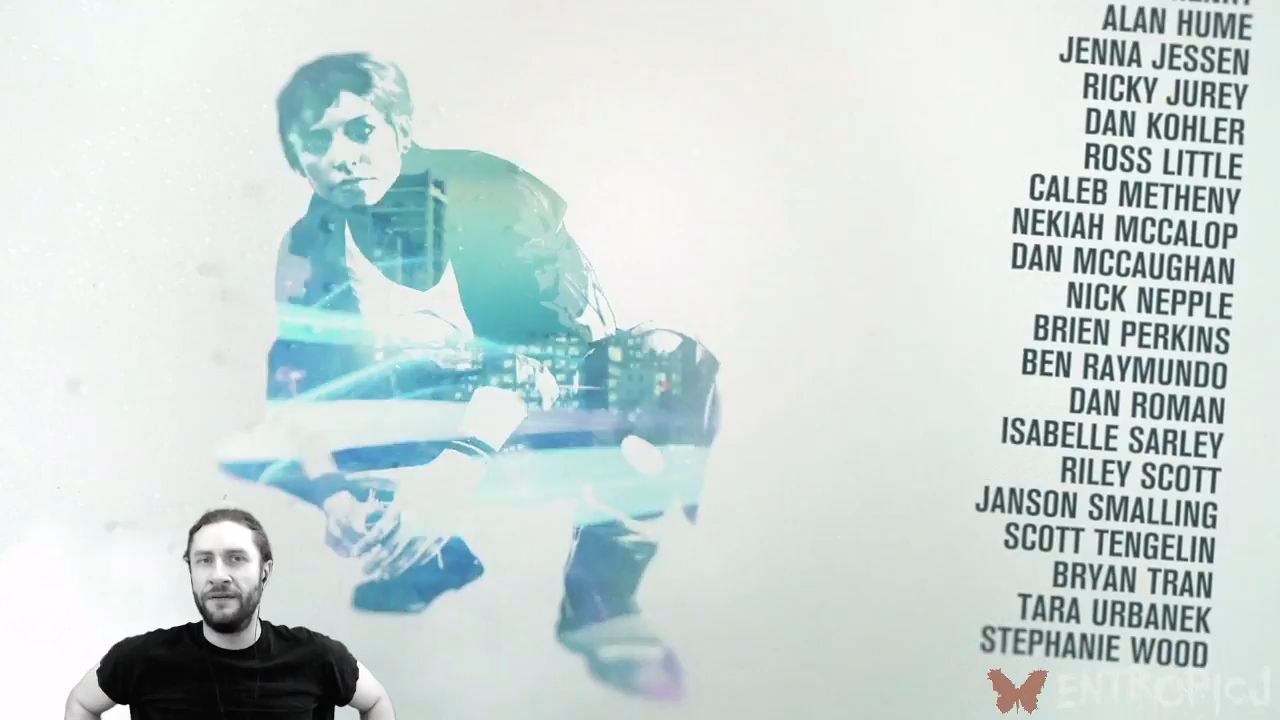 ALAN HUME
JENNA JESSEN
RICKY JUREY
DAN KOHLER
ROSS LITTLE
CALEB METHENY
NEKIAH MCCALOP
DAN MCCAUGHAN
NICK NEPPLE
BRIEN PERKINS
BEN RAYMUNDO
DAN ROMAN
ISABELLE SARLEY
RILEY SCOTT
JANSON SMALLING
SCOTT TENGELIN
BRYAN TRAN
TARA URBANEK
STEPHANIE WOOD
ENTROPICJ